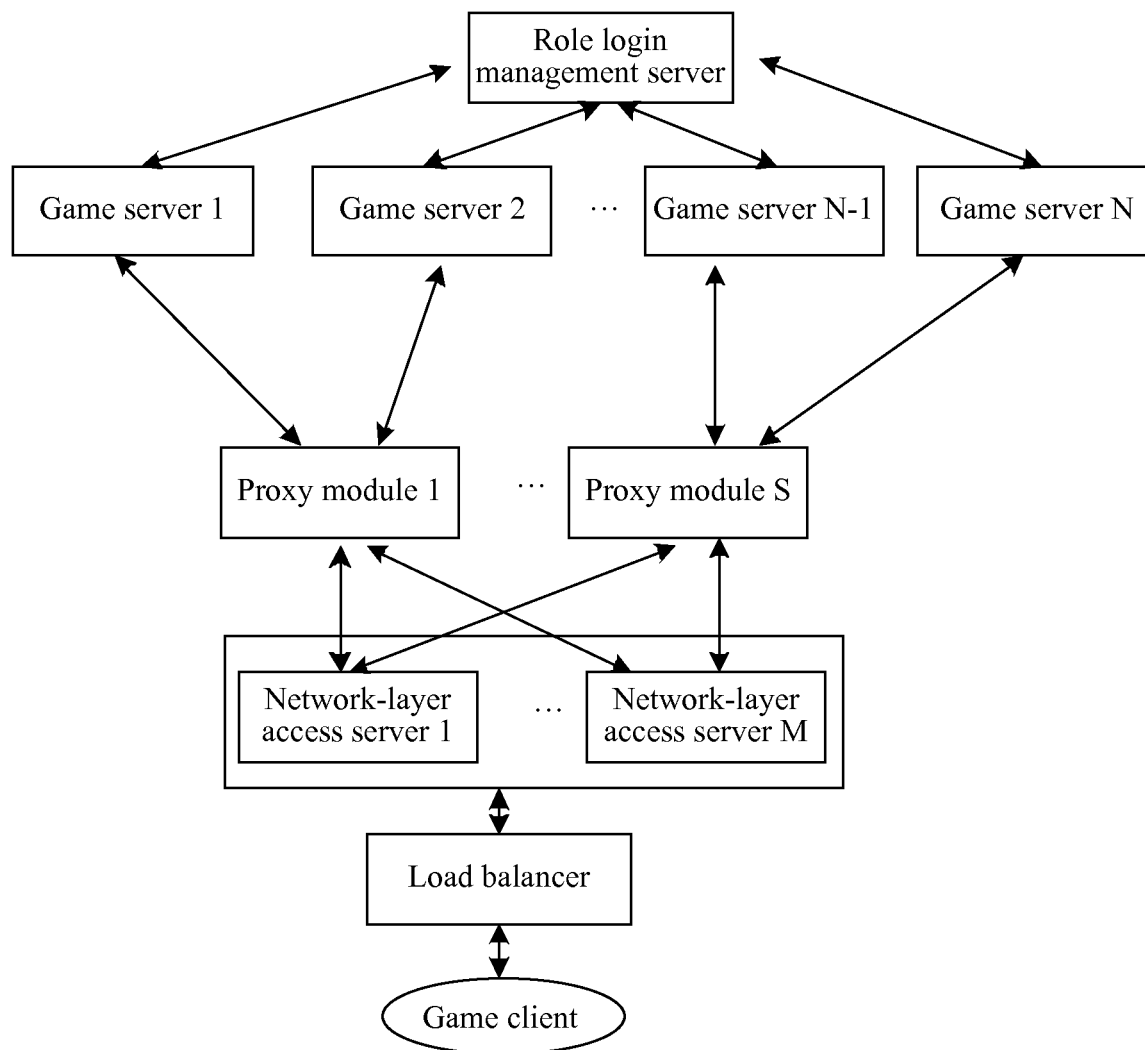 Role login
management server
Game server 1
Game server 2
...
Game server N-1
Game server N
Proxy module 1
...
Proxy module S
Network-layer
access server 1
...
Network-layer
access server M
Load balancer
Game client